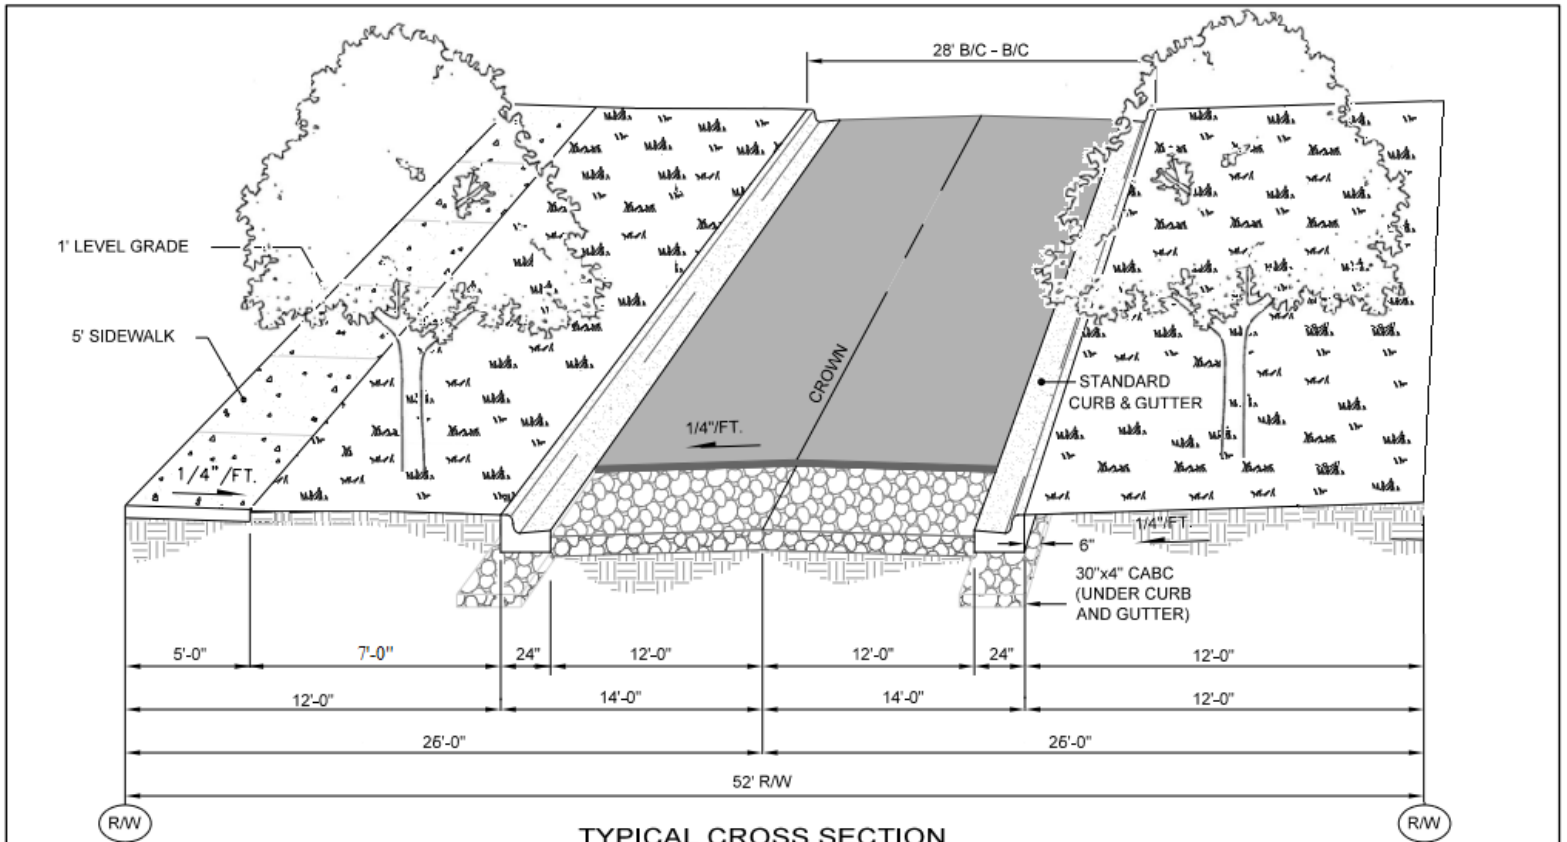 28' B/C - B/C
1' LEVEL GRADE
5' SIDEWALK
CROWN
STANDARD
CURB & GUTTER
1/4"/FT.
1/4"/FT.
1/4"/FT.
6"
30"x4" CABC
(UNDER CURB
AND GUTTER)
5'-0" 7'-0" 24" 12'-0" 12'-0" 24" 12'-0"
12'-0" 14'-0" 14'-0" 12'-0"
26'-0" 26'-0"
52' R/W
R/W R/W
TYPICAL CROSS SECTION